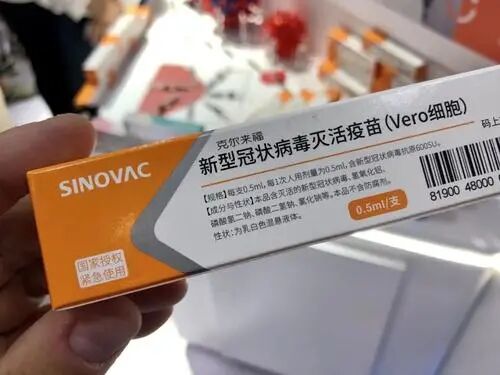 SINOVAC
克尔来福
新型冠状病毒灭活疫苗(Vero细胞)
【规格】每支0.5ml,每1次人用剂量为0.5ml,含新型冠状病毒抗原600SU。
【成分与性状】本品含灭活的新型冠状病毒、氢氧化铝、
磷酸氢二钠、磷酸二氢钠、氯化钠等。本品不含防腐剂。
性状:为乳白色混悬液体。
0.5ml/支
国家授权
紧急使用
码上
81900 48000